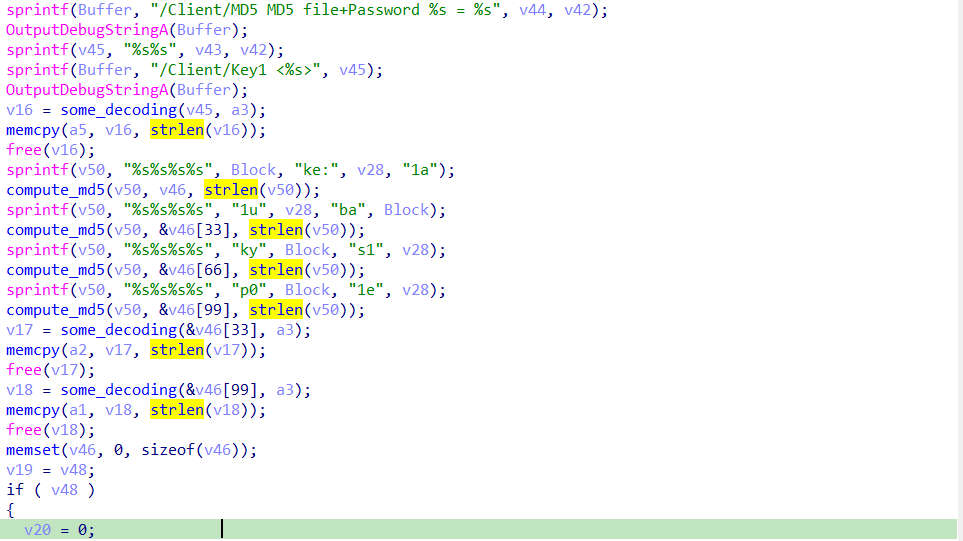 sprintf(Buffer, "/Client/MD5 MD5 file+Password %s = %s", v44, v42);
OutputDebugStringA(Buffer);
sprintf(v45, "%s%s", v43, v42);
sprintf(Buffer, "/Client/Key1 <%s>", v45);
OutputDebugStringA(Buffer);
v16 = some_decoding(v45, a3);
memcpy(a5, v16, strlen(v16));
free(v16);
sprintf(v50, "%s%s%s%s", Block, "ke:", v28, "1a");
compute_md5(v50, v46, strlen(v50));
sprintf(v50, "%s%s%s%s", "1u", v28, "ba", Block);
compute_md5(v50, &v46[33], strlen(v50));
sprintf(v50, "%s%s%s%s", "ky", Block, "s1", v28);
compute_md5(v50, &v46[66], strlen(v50));
sprintf(v50, "%s%s%s%s", "p0", Block, "1e", v28);
compute_md5(v50, &v46[99], strlen(v50));
v17 = some_decoding(&v46[33], a3);
memcpy(a2, v17, strlen(v17));
free(v17);
v18 = some_decoding(&v46[99], a3);
memcpy(a1, v18, strlen(v18));
free(v18);
memset(v46, 0, sizeof(v46));
v19 = v48;
if ( v48 )
{
v20 = 0;